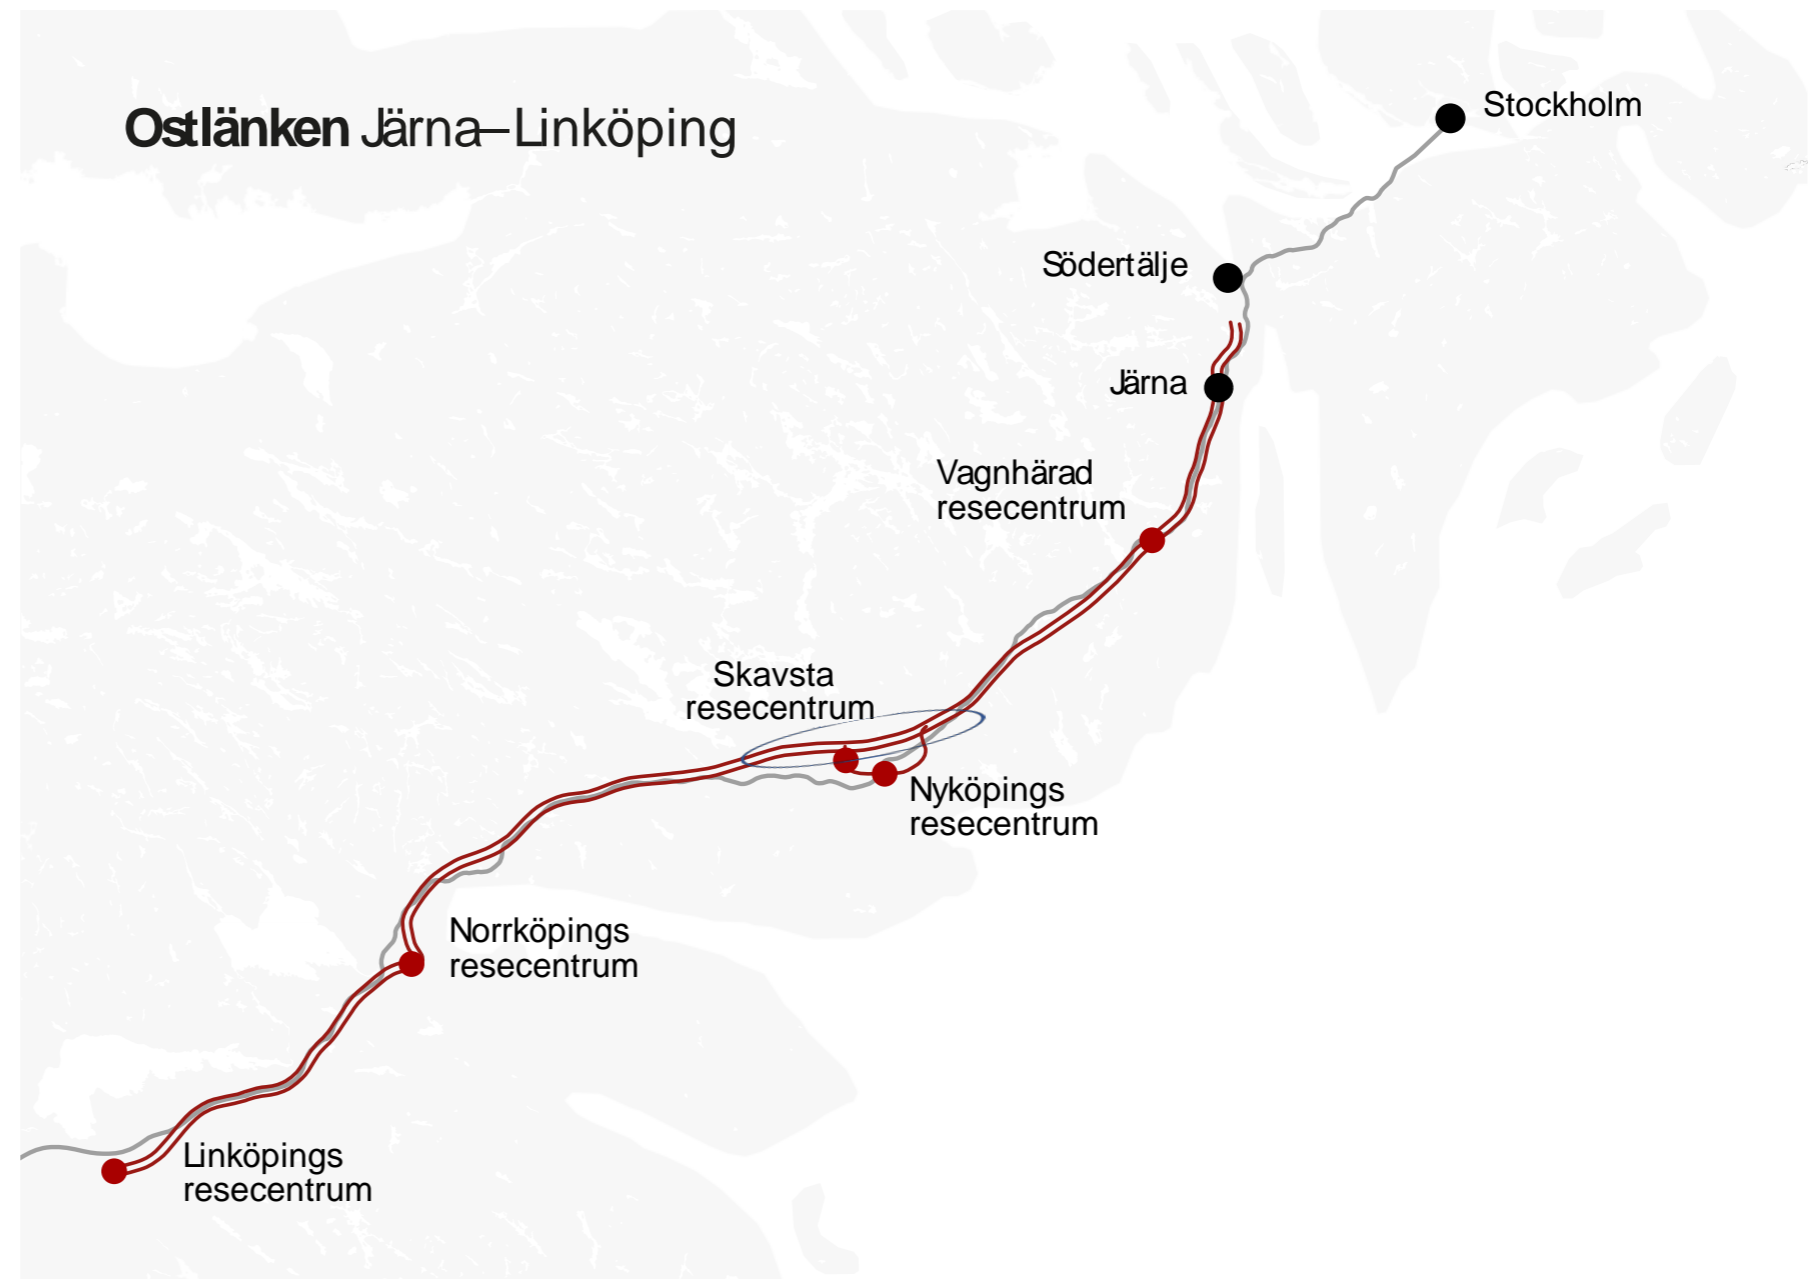 Ostlänken Järna–Linköping
Stockholm
Södertälje
Järna
Vagnhärad
resecentrum
Skavsta
resecentrum
Nyköpings
resecentrum
Norrköpings
resecentrum
Linköpings
resecentrum